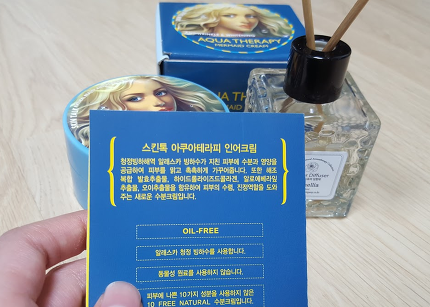 AQUA THERAPY
MERMAID CREAM
Diffuser
스킨톡 아쿠아테라피 인어크림
청정빙하해역 알레스카 빙하수가 지친 피부에 수분과 영양을
공급하여 피부를 맑고 촉촉하게 가꾸어줍니다. 또한 해조
복합 발효추출물, 하이드롤라이즈드콜라겐, 알로에베라잎
추출물, 오이추출물을 함유하여 피부의 수렴, 진정역할을 도와
주는 새로운 수분크림입니다.
OIL-FREE
알레스카 청정 빙하수를 사용합니다.
동물성 원료를 사용하지 않습니다.
피부에 나쁜 10가지 성분을 사용하지 않은
10 FREE NATURAL 수분크림입니다.